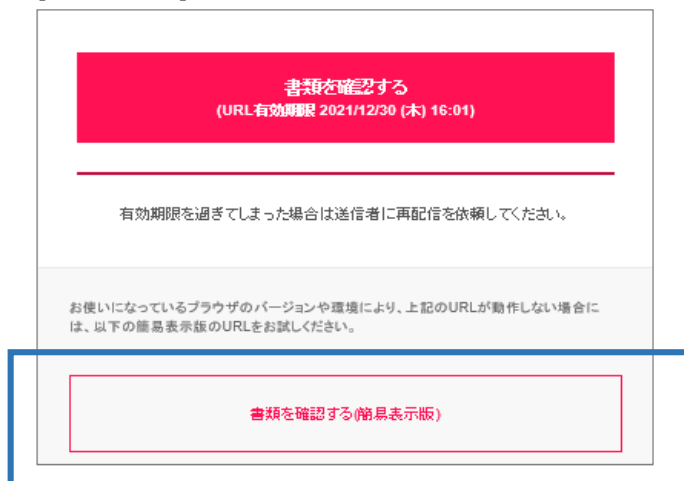 書類を確認する
(URL有効期限 2021/12/30 (木) 16:01)
有効期限を過ぎてしまった場合は送信者に再配信を依頼してください。
お使いになっているブラウザのバージョンや環境により、上記のURLが動作しない場合に
は、以下の簡易表示版のURLをお試しください。
書類を確認する(簡易表示版)